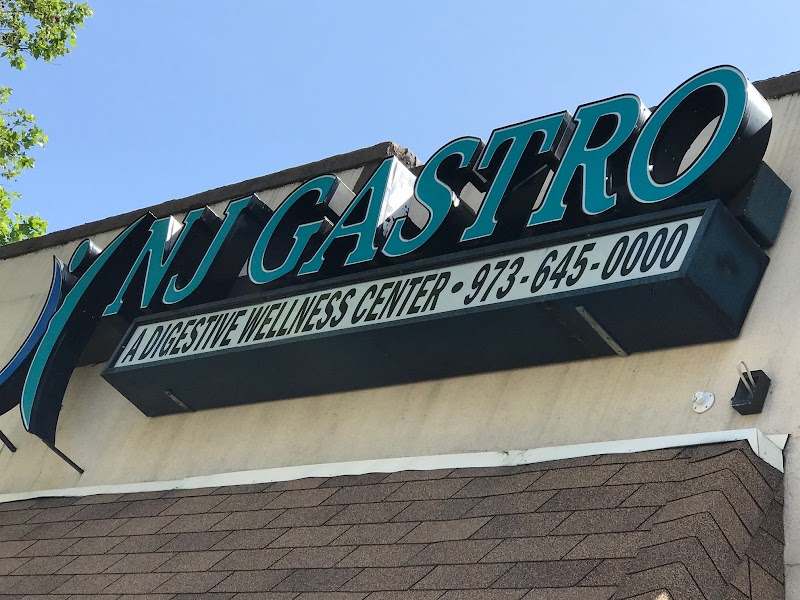 NJ GASTRO
A DIGESTIVE WELLNESS CENTER • 973-645-0000